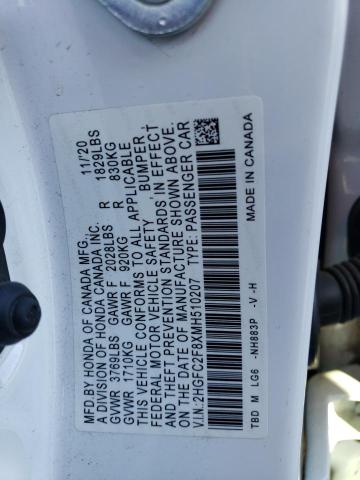 MFD.BY HONDA OF CANADA MFG. 11/20
A DIVISION OF HONDA CANADA INC.
GVWR 3769LBS GAWR F 2028LBS R 1829LBS
GVWR 1710KG GAWR F 920KG R 830KG
THIS VEHICLE CONFORMS TO ALL APPLICABLE
FEDERAL MOTOR VEHICLE SAFETY, BUMPER,
AND THEFT PREVENTION STANDARDS IN EFFECT
ON THE DATE OF MANUFACTURE SHOWN ABOVE.
V.I.N.:2HGFC2F8XMH510207 TYPE:PASSENGER CAR
MADE IN CANADA
TBD M LG6 -NH883P -V -H